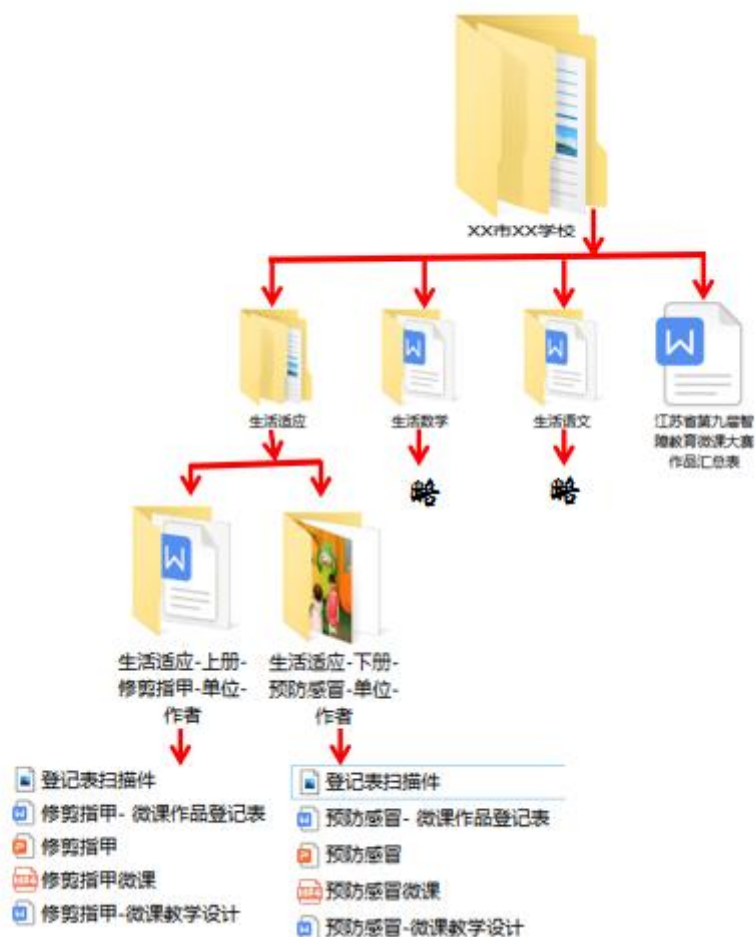 XX市XX学校
生活适应
生活数学
生活语文
江苏省第九届智
障教育微课大赛
作品汇总表
略
略
生活适应-上册-
修剪指甲-单位-
作者
生活适应-下册-
预防感冒-单位-
作者
登记表扫描件
修剪指甲- 微课作品登记表
修剪指甲
修剪指甲微课
修剪指甲-微课教学设计
登记表扫描件
预防感冒- 微课作品登记表
预防感冒
预防感冒微课
预防感冒-微课教学设计